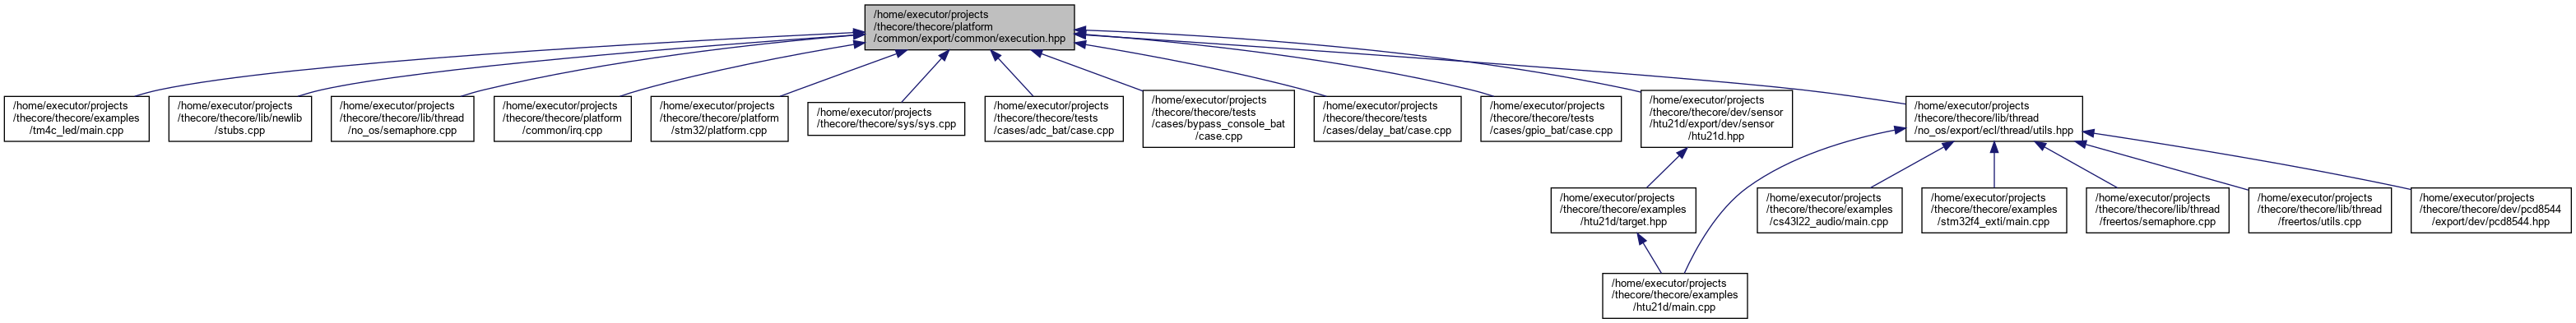 /home/executor/projects
/thecore/thecore/platform
/common/export/common/execution.hpp
/home/executor/projects
/thecore/thecore/examples
/tm4c_led/main.cpp
/home/executor/projects
/thecore/thecore/lib/newlib
/stubs.cpp
/home/executor/projects
/thecore/thecore/lib/thread
/no_os/semaphore.cpp
/home/executor/projects
/thecore/thecore/platform
/common/irq.cpp
/home/executor/projects
/thecore/thecore/platform
/stm32/platform.cpp
/home/executor/projects
/thecore/thecore/sys/sys.cpp
/home/executor/projects
/thecore/thecore/tests
/cases/adc_bat/case.cpp
/home/executor/projects
/thecore/thecore/tests
/cases/bypass_console_bat
/case.cpp
/home/executor/projects
/thecore/thecore/tests
/cases/delay_bat/case.cpp
/home/executor/projects
/thecore/thecore/tests
/cases/gpio_bat/case.cpp
/home/executor/projects
/thecore/thecore/dev/sensor
/htu21d/export/dev/sensor
/htu21d.hpp
/home/executor/projects
/thecore/thecore/lib/thread
/no_os/export/ecl/thread/utils.hpp
/home/executor/projects
/thecore/thecore/examples
/htu21d/target.hpp
/home/executor/projects
/thecore/thecore/examples
/cs43l22_audio/main.cpp
/home/executor/projects
/thecore/thecore/examples
/stm32f4_exti/main.cpp
/home/executor/projects
/thecore/thecore/lib/thread
/freertos/semaphore.cpp
/home/executor/projects
/thecore/thecore/lib/thread
/freertos/utils.cpp
/home/executor/projects
/thecore/thecore/dev/pcd8544
/export/dev/pcd8544.hpp
/home/executor/projects
/thecore/thecore/examples
/htu21d/main.cpp